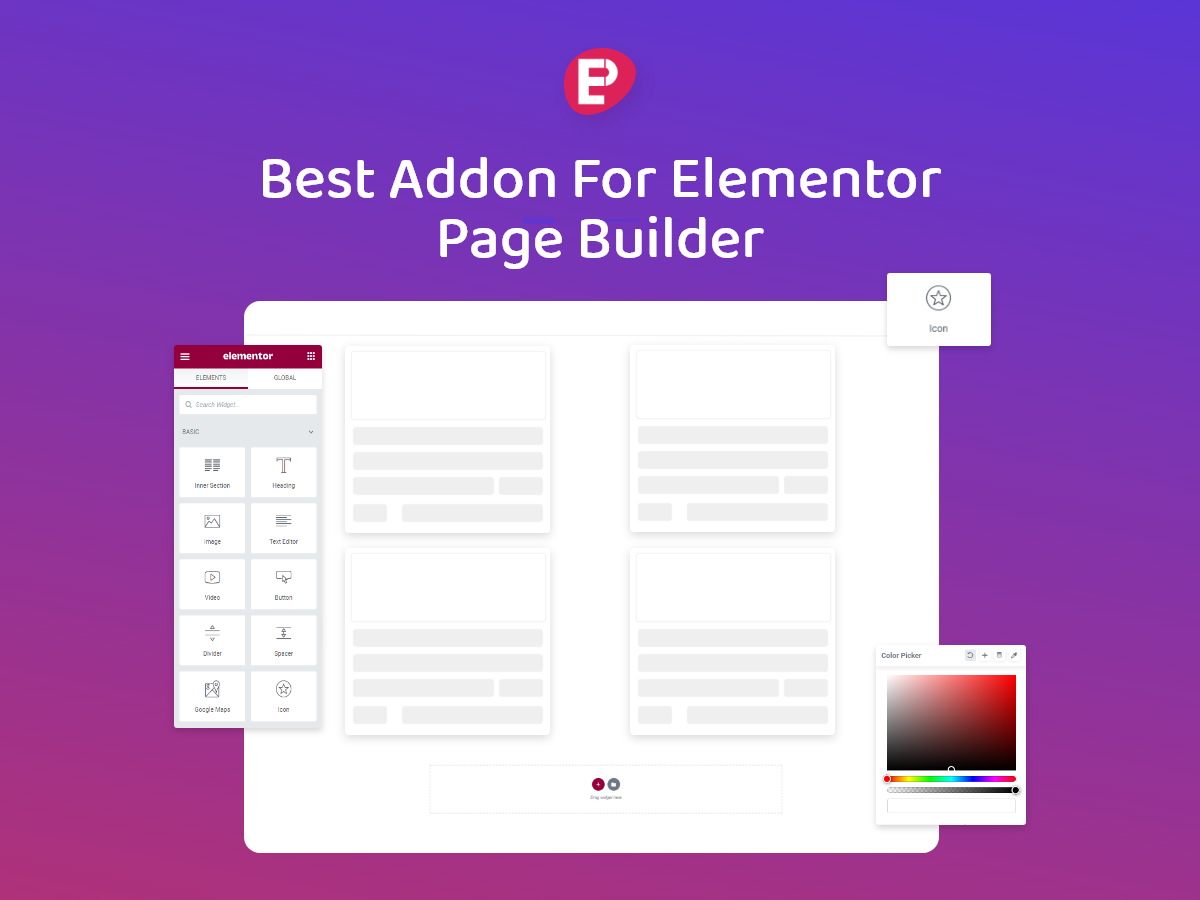 EP
Best Addon For Elementor
Page Builder
Icon
elementor
ELEMENTS GLOBAL
Search Widget...
BASIC
Inner Section Heading
Image Text Editor
Video Button
Divider Spacer
Google Maps Icon
Color Picker
Drag widget here